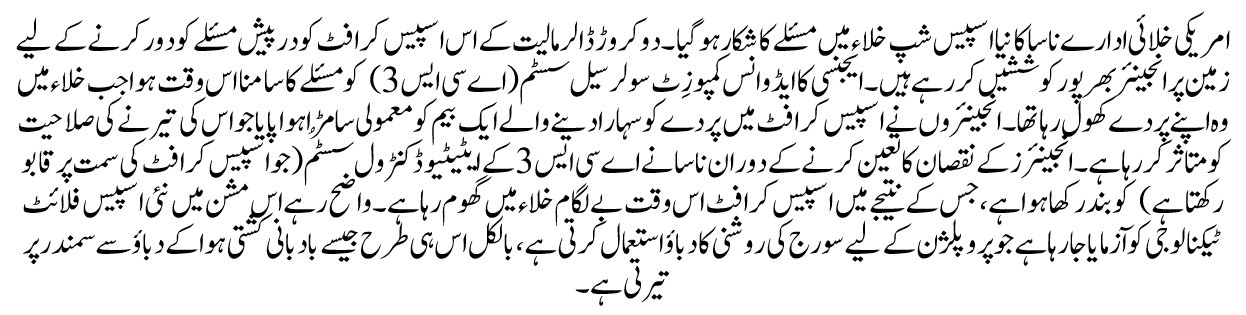 امریکی خلائی ادارے ناسا کا نیا اسپیس شپ خلاء میں مسئلے کا شکار ہو گیا۔ دو کروڑ ڈالر مالیت کے اس اسپیس کرافٹ کو درپیش مسئلے کو دور کرنے کے لیے
زمین پر انجینئر بھرپور کوششیں کر رہے ہیں۔ ایجنسی کا ایڈوانس کمپوزِٹ سولر سیل سسٹم (اے سی ایس 3) کو مسئلے کا سامنا اس وقت ہوا جب خلاء میں
وہ اپنے پردے کھول رہا تھا۔ انجینئروں نے اسپیس کرافٹ میں پردے کو سہارا دینے والے ایک بیم کو معمولی سا مڑا ہوا پایا جو اس کی تیرنے کی صلاحیت
کو متاثر کر رہا ہے۔ انجینئرز کے نقصان کا تعین کرنے کے دوران ناسا نے اے سی ایس 3 کے ایٹیٹیوڈ کنٹرول سسٹم (جو اسپیس کرافٹ کی سمت پر قابو
رکھتا ہے) کو بند رکھا ہوا ہے، جس کے نتیجے میں اسپیس کرافٹ اس وقت بے لگام خلاء میں گھوم رہا ہے۔ واضح رہے اس مشن میں نئی اسپیس فلائٹ
ٹیکنالوجی کو آزمایا جا رہا ہے جو پروپلژن کے لیے سورج کی روشنی کا دباؤ استعمال کرتی ہے، بالکل اس ہی طرح جیسے بادبانی کشتی ہوا کے دباؤ سے سمندر پر
تیرتی ہے۔